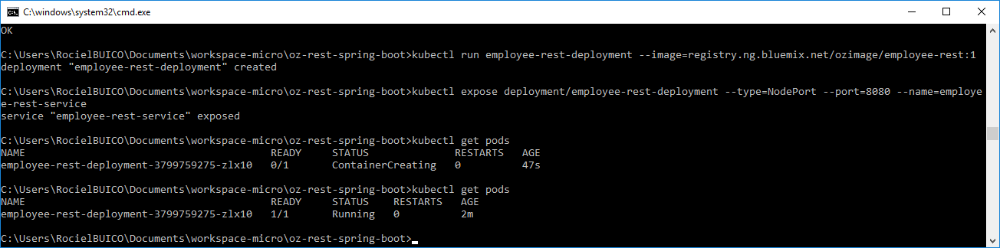 C:\windows\system32\cmd.exe
OK
C:\Users\RocielBUICO\Documents\workspace-micro\oz-rest-spring-boot>kubectl run employee-rest-deployment --image=registry.ng.bluemix.net/ozimage/employee-rest:1
deployment "employee-rest-deployment" created
C:\Users\RocielBUICO\Documents\workspace-micro\oz-rest-spring-boot>kubectl expose deployment/employee-rest-deployment --type=NodePort --port=8080 --name=employe
e-rest-service
service "employee-rest-service" exposed
C:\Users\RocielBUICO\Documents\workspace-micro\oz-rest-spring-boot>kubectl get pods
NAME                                        READY     STATUS              RESTARTS   AGE
employee-rest-deployment-3799759275-zlx10   0/1       ContainerCreating   0          47s
C:\Users\RocielBUICO\Documents\workspace-micro\oz-rest-spring-boot>kubectl get pods
NAME                                        READY     STATUS    RESTARTS   AGE
employee-rest-deployment-3799759275-zlx10   1/1       Running   0          2m
C:\Users\RocielBUICO\Documents\workspace-micro\oz-rest-spring-boot>